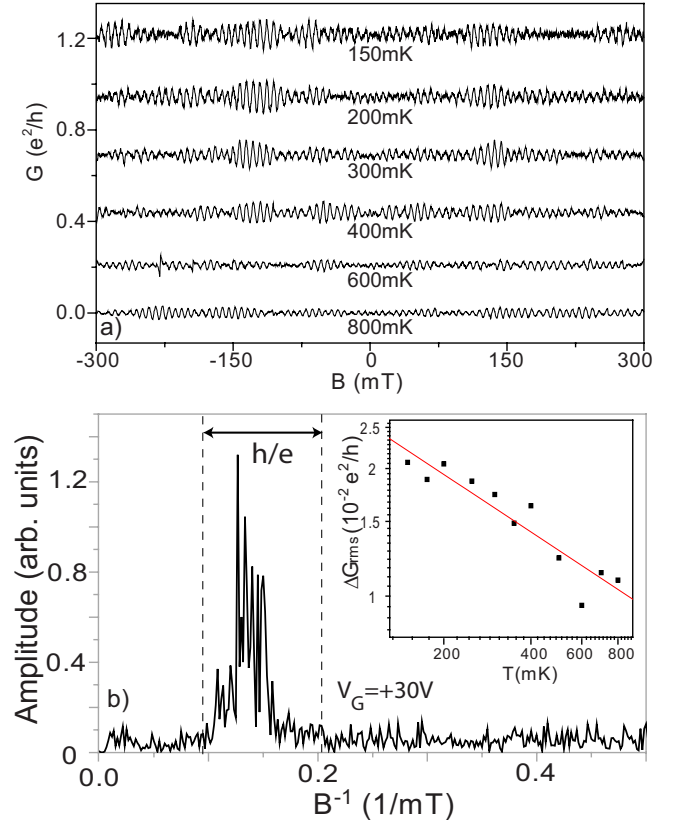 1.2
150mK
200mK
0.8
G (e²/h)
300mK
0.4
400mK
600mK
0.0
a)
800mK
-300
-150
0
150
300
B (mT)
2.5
h/e
2
1.2
1.5
Amplitude (arb. units)
ΔGrms (10⁻² e²/h)
0.8
1
0.4
200
400
600
800
T(mK)
b)
V_G=+30V
0
0.0
0.2
0.4
B⁻¹ (1/mT)